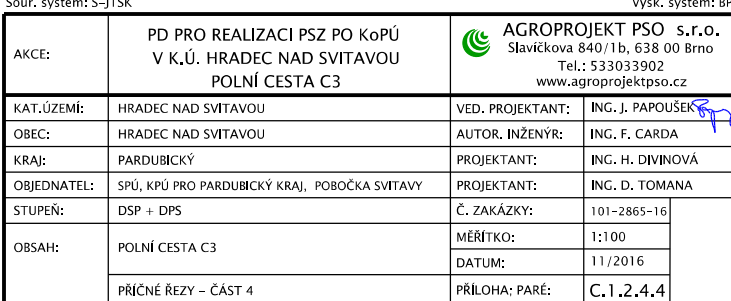 Sour. system: S-JTSK
AKCE:
PD PRO REALIZACI PSZ PO KoPÚ
V K.Ú. HRADEC NAD SVITAVOU
POLNÍ CESTA C3
AGROPROJEKT PSO s.r.o.
Slavíčkova 840/1b, 638 00 Brno
Tel.: 533033902
www.agroprojektpso.cz
KAT.ÚZEMÍ: HRADEC NAD SVITAVOU VED. PROJEKTANT: ING. J. PAPOUŠEK
OBEC: HRADEC NAD SVITAVOU AUTOR. INŽENÝR: ING. F. CARDA
KRAJ: PARDUBICKÝ PROJEKTANT: ING. H. DIVINOVÁ
OBJEDNATEL: SPÚ, KPÚ PRO PARDUBICKÝ KRAJ, POBOČKA SVITAVY PROJEKTANT: ING. D. TOMANA
STUPEŇ: DSP + DPS Č. ZAKÁZKY: 101-2865-16
OBSAH: POLNÍ CESTA C3 MĚŘÍTKO: 1:100
DATUM: 11/2016
PŘÍČNÉ ŘEZY - ČÁST 4 PŘÍLOHA; PARÉ: C.1.2.4.4